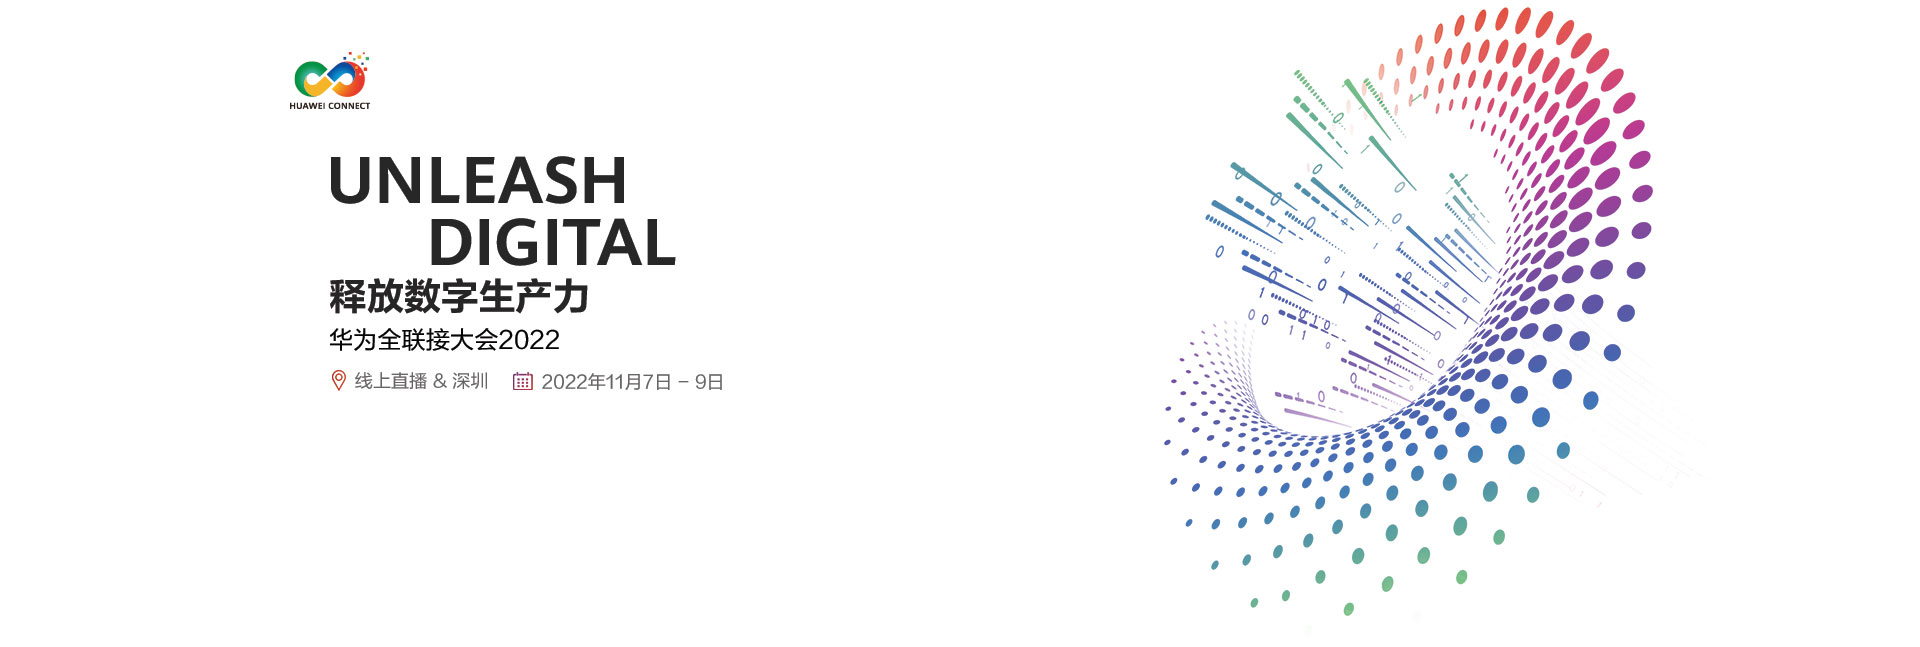 HUAWEI CONNECT
UNLEASH
DIGITAL
释放数字生产力
华为全联接大会2022
线上直播 & 深圳
2022年11月7日 – 9日